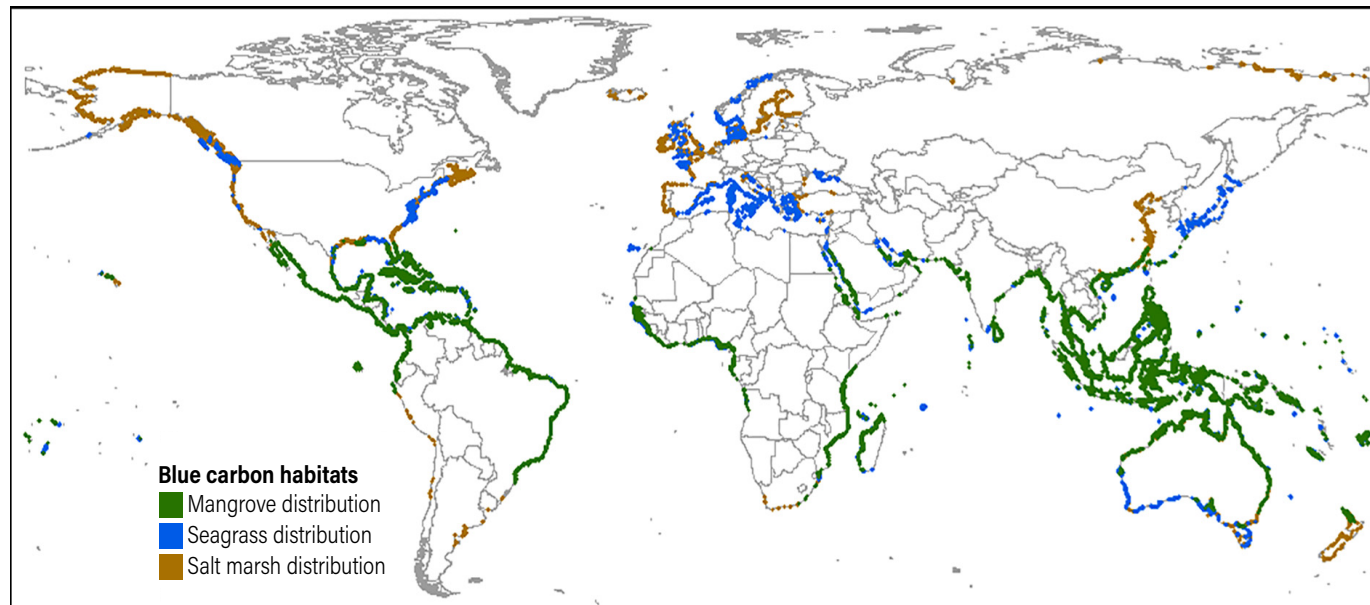 Blue carbon habitats
Mangrove distribution
Seagrass distribution
Salt marsh distribution